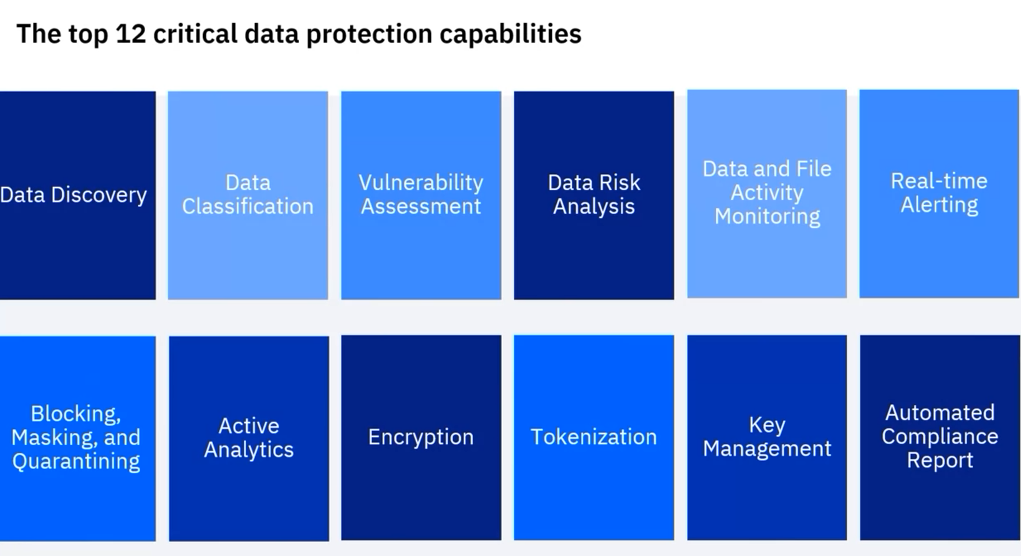 The top 12 critical data protection capabilities
Data Discovery
Data
Classification
Vulnerability
Assessment
Data Risk
Analysis
Data and File
Activity
Monitoring
Real-time
Alerting
Blocking,
Masking, and
Quarantining
Active
Analytics
Encryption
Tokenization
Key
Management
Automated
Compliance
Report